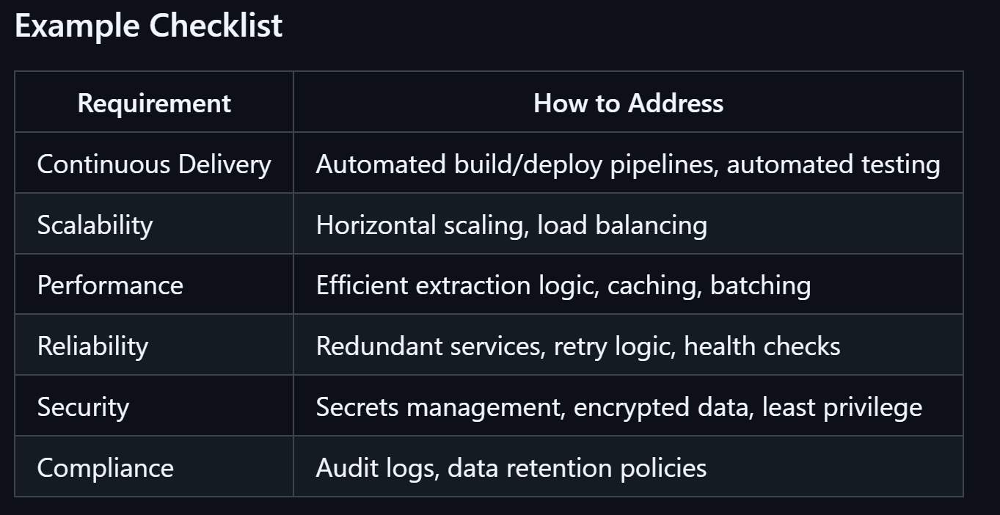 Example Checklist
Requirement How to Address
Continuous Delivery Automated build/deploy pipelines, automated testing
Scalability Horizontal scaling, load balancing
Performance Efficient extraction logic, caching, batching
Reliability Redundant services, retry logic, health checks
Security Secrets management, encrypted data, least privilege
Compliance Audit logs, data retention policies